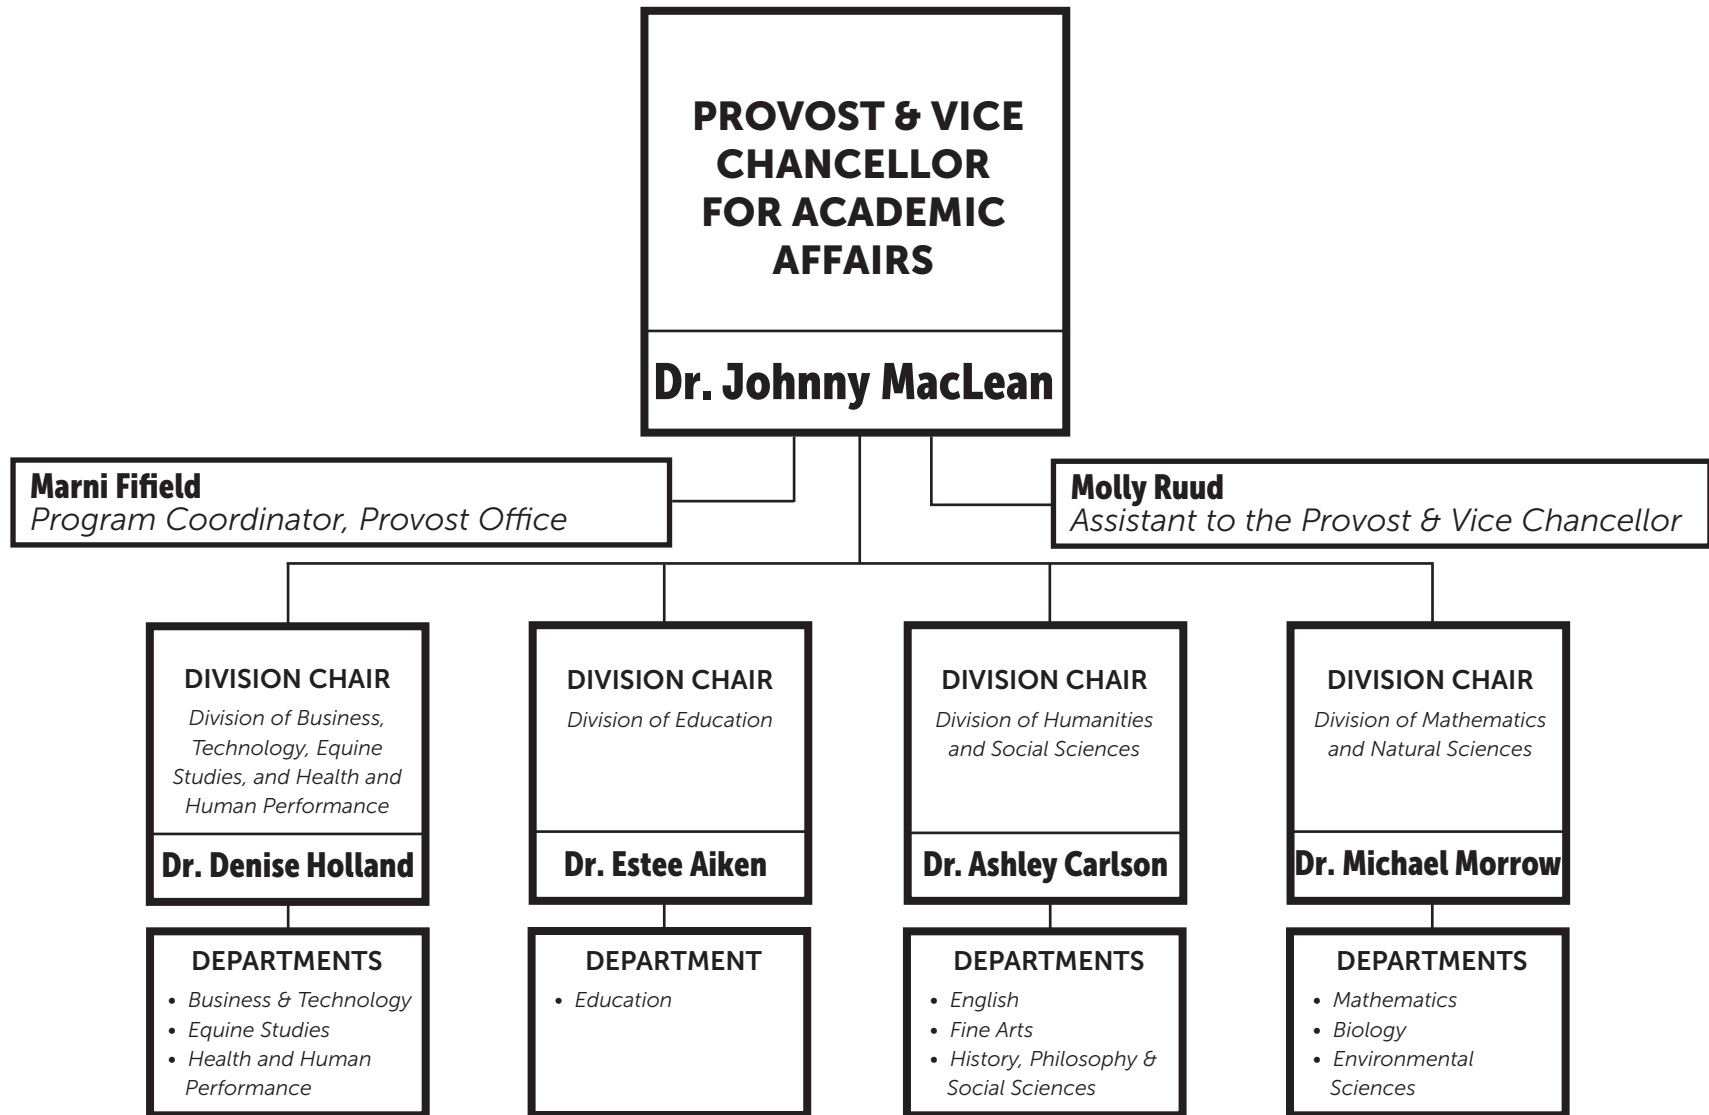 PROVOST & VICE
CHANCELLOR
FOR ACADEMIC
AFFAIRS
Dr. Johnny MacLean
Marni Fifield
Program Coordinator, Provost Office
Molly Ruud
Assistant to the Provost & Vice Chancellor
DIVISION CHAIR
Division of Business,
Technology, Equine
Studies, and Health and
Human Performance
Dr. Denise Holland
DEPARTMENTS
• Business & Technology
• Equine Studies
• Health and Human
Performance
DIVISION CHAIR
Division of Education
Dr. Estee Aiken
DEPARTMENT
• Education
DIVISION CHAIR
Division of Humanities
and Social Sciences
Dr. Ashley Carlson
DEPARTMENTS
• English
• Fine Arts
• History, Philosophy &
Social Sciences
DIVISION CHAIR
Division of Mathematics
and Natural Sciences
Dr. Michael Morrow
DEPARTMENTS
• Mathematics
• Biology
• Environmental
Sciences